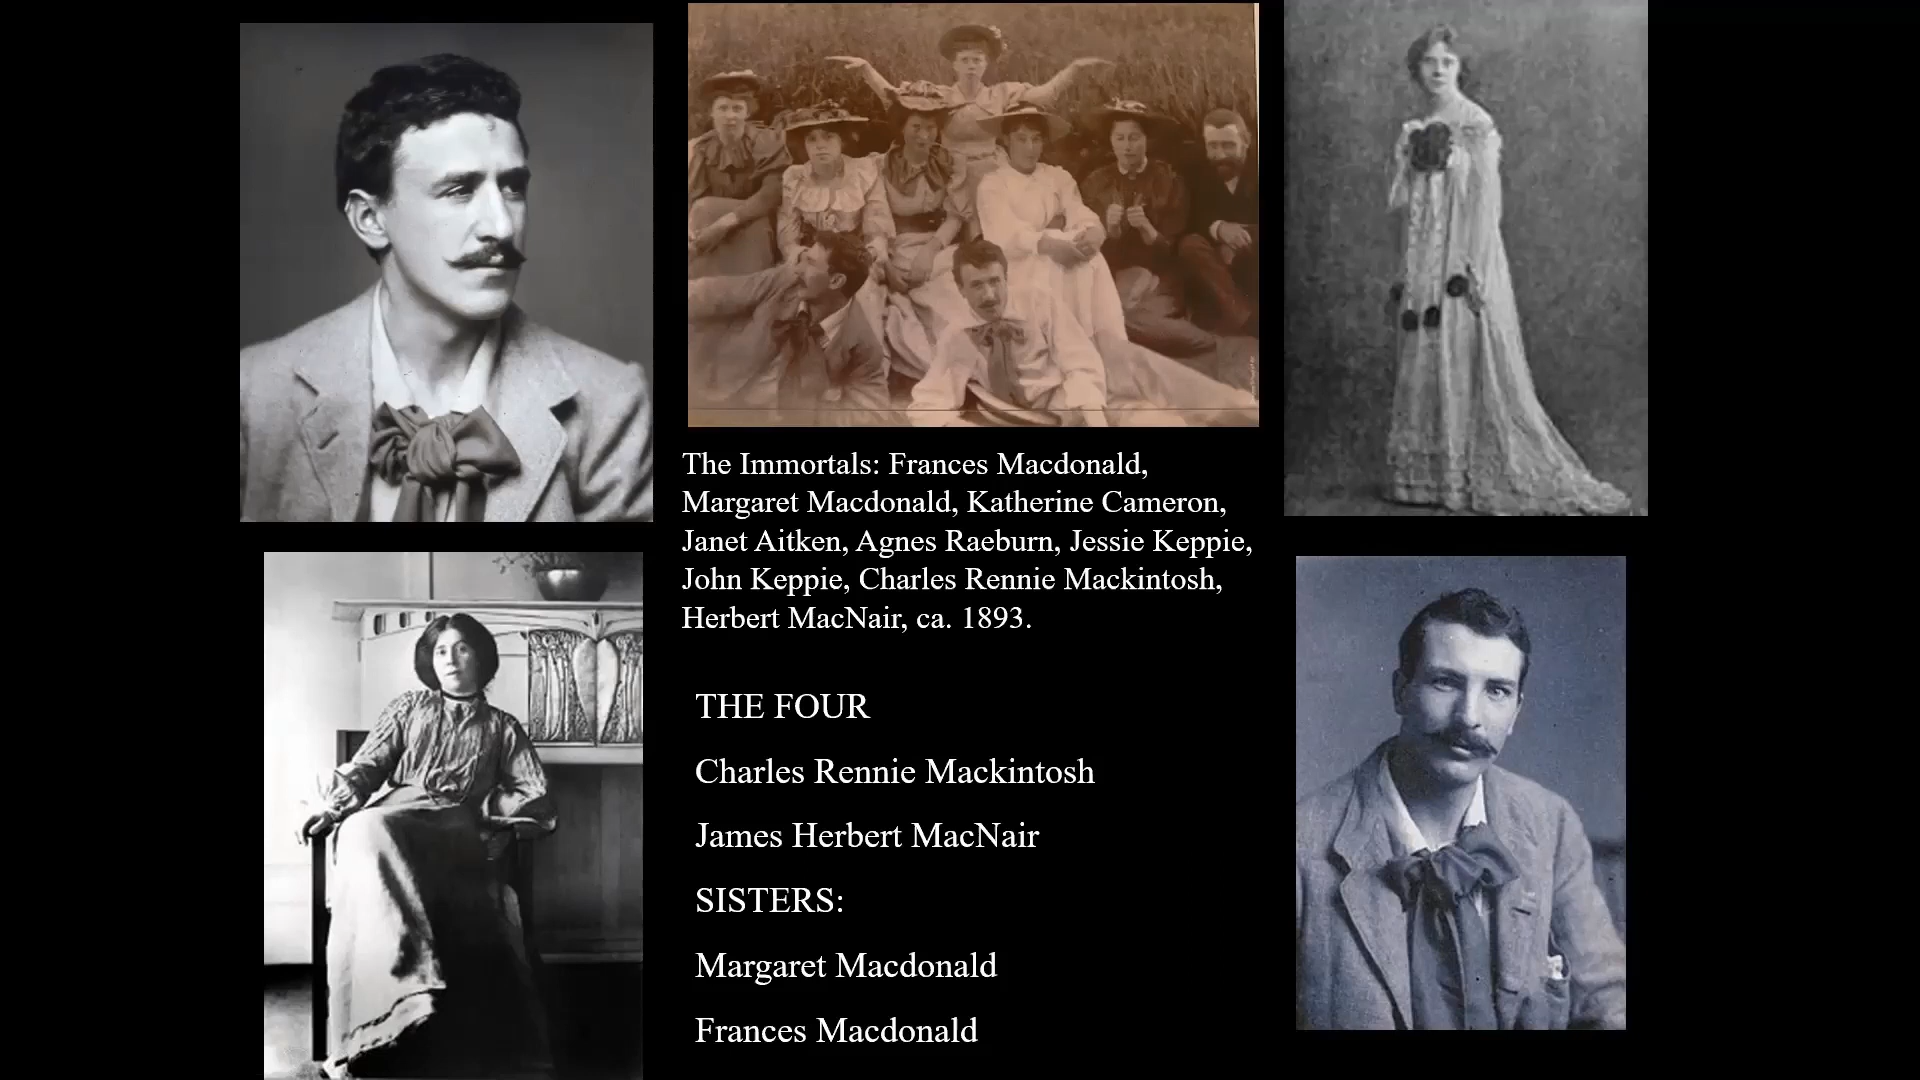 The Immortals: Frances Macdonald,
Margaret Macdonald, Katherine Cameron,
Janet Aitken, Agnes Raeburn, Jessie Keppie,
John Keppie, Charles Rennie Mackintosh,
Herbert MacNair, ca. 1893.
THE FOUR
Charles Rennie Mackintosh
James Herbert MacNair
SISTERS:
Margaret Macdonald
Frances Macdonald